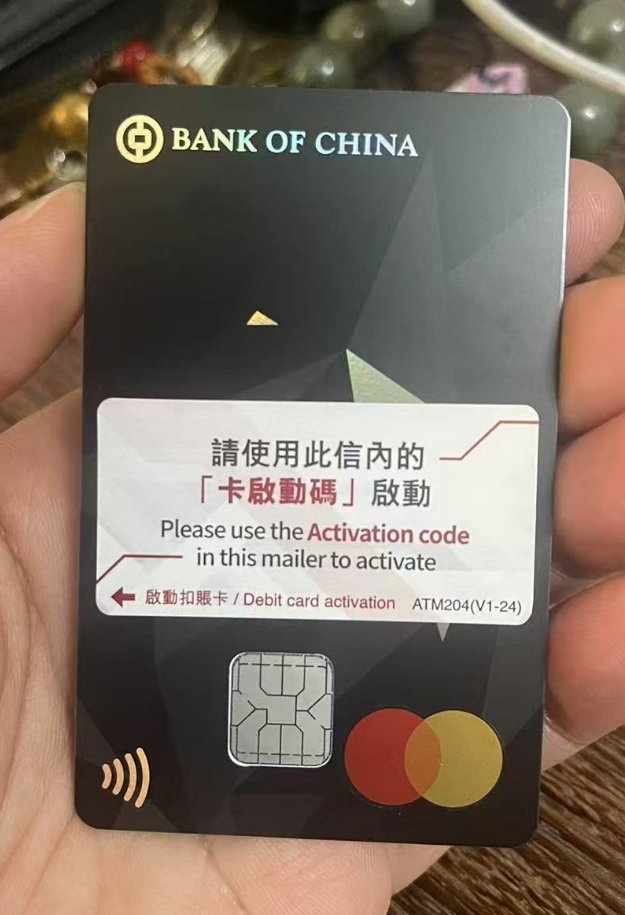 BANK OF CHINA
請使用此信內的
「卡啟動碼」啟動
Please use the Activation code
in this mailer to activate
啟動扣賬卡 / Debit card activation ATM204(V1-24)